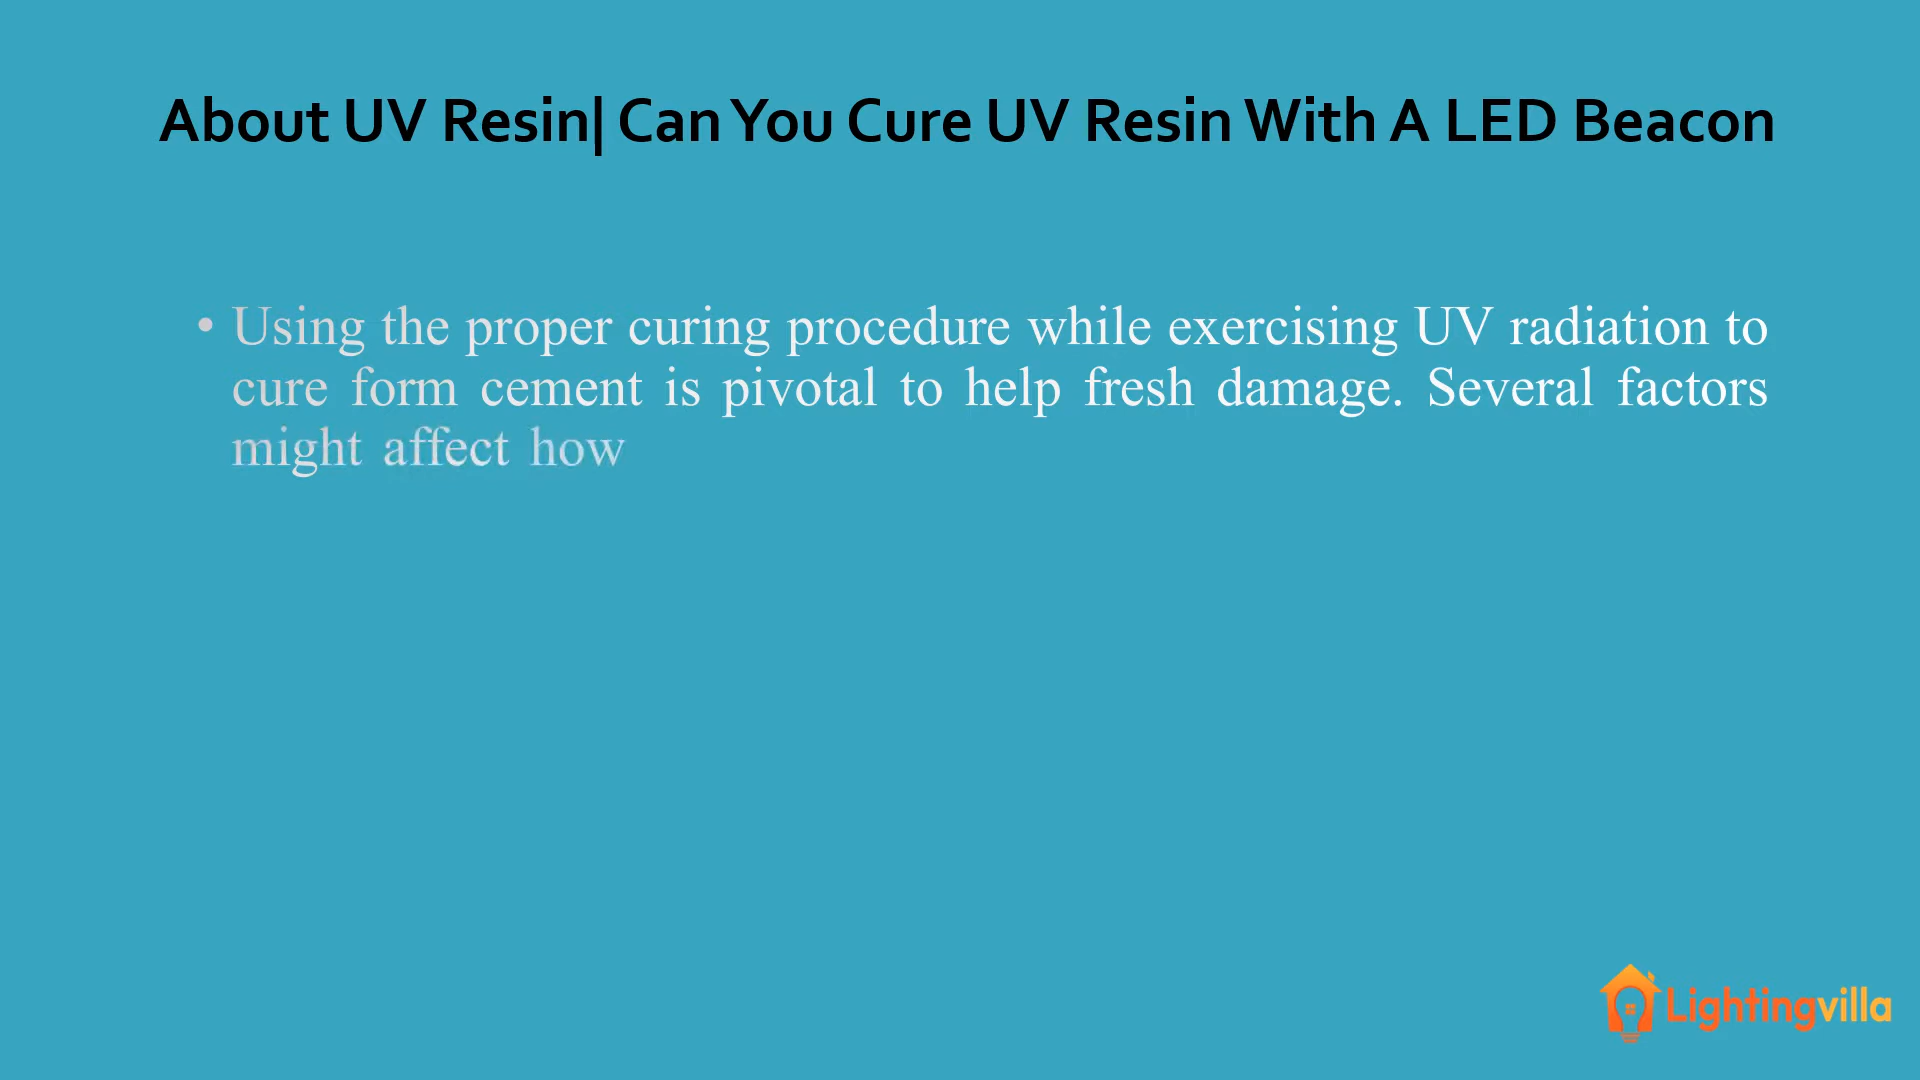 About UV Resin| Can You Cure UV Resin With A LED Beacon
• Using the proper curing procedure while exercising UV radiation to
cure form cement is pivotal to help fresh damage. Several factors
might affect how
Lightingvilla